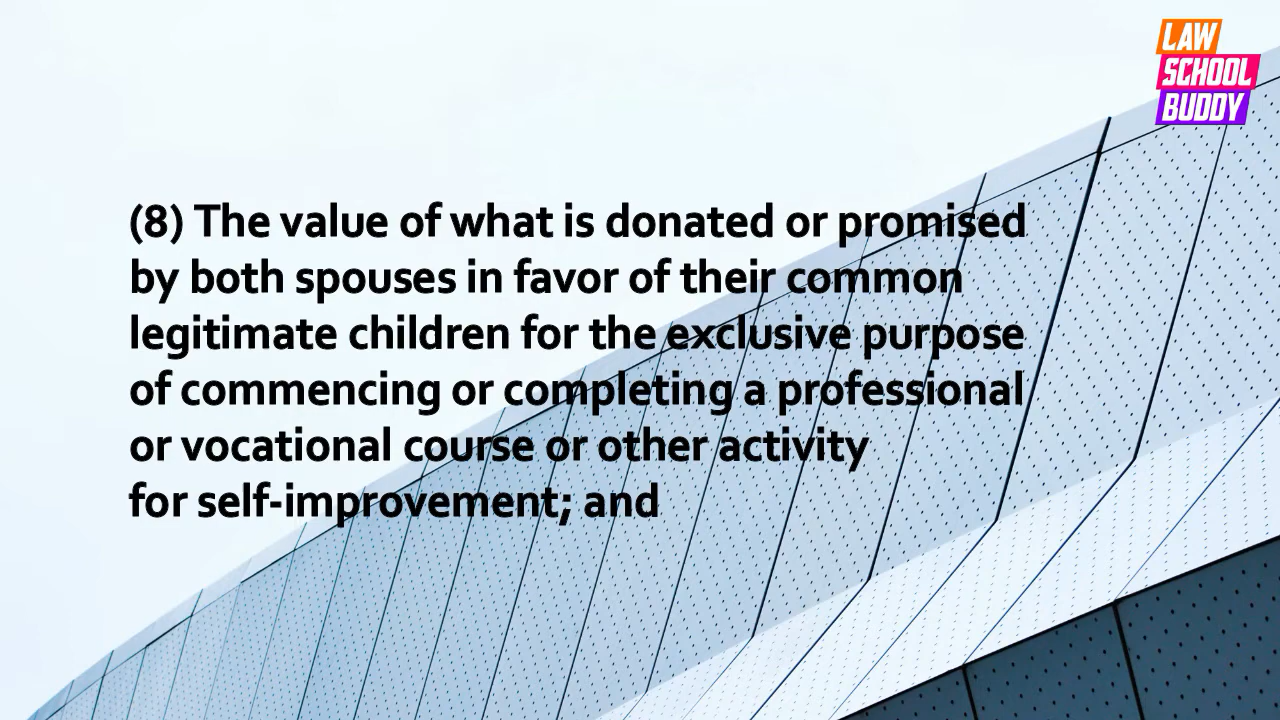 LAW
SCHOOL
BUDDY
(8) The value of what is donated or promised
by both spouses in favor of their common
legitimate children for the exclusive purpose
of commencing or completing a professional
or vocational course or other activity
for self-improvement; and